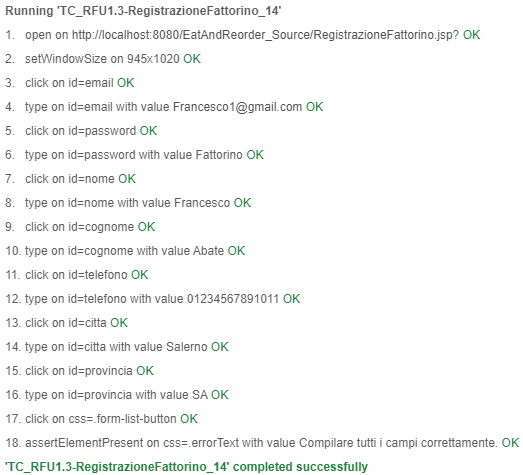 Running 'TC_RFU1.3-RegistrazioneFattorino_14'
1. open on http://localhost:8080/EatAndReorder_Source/RegistrazioneFattorino.jsp? OK
2. setWindowSize on 945x1020 OK
3. click on id=email OK
4. type on id=email with value Francesco1@gmail.com OK
5. click on id=password OK
6. type on id=password with value Fattorino OK
7. click on id=nome OK
8. type on id=nome with value Francesco OK
9. click on id=cognome OK
10. type on id=cognome with value Abate OK
11. click on id=telefono OK
12. type on id=telefono with value 01234567891011 OK
13. click on id=citta OK
14. type on id=citta with value Salerno OK
15. click on id=provincia OK
16. type on id=provincia with value SA OK
17. click on css=.form-list-button OK
18. assertElementPresent on css=.errorText with value Compilare tutti i campi correttamente. OK
'TC_RFU1.3-RegistrazioneFattorino_14' completed successfully